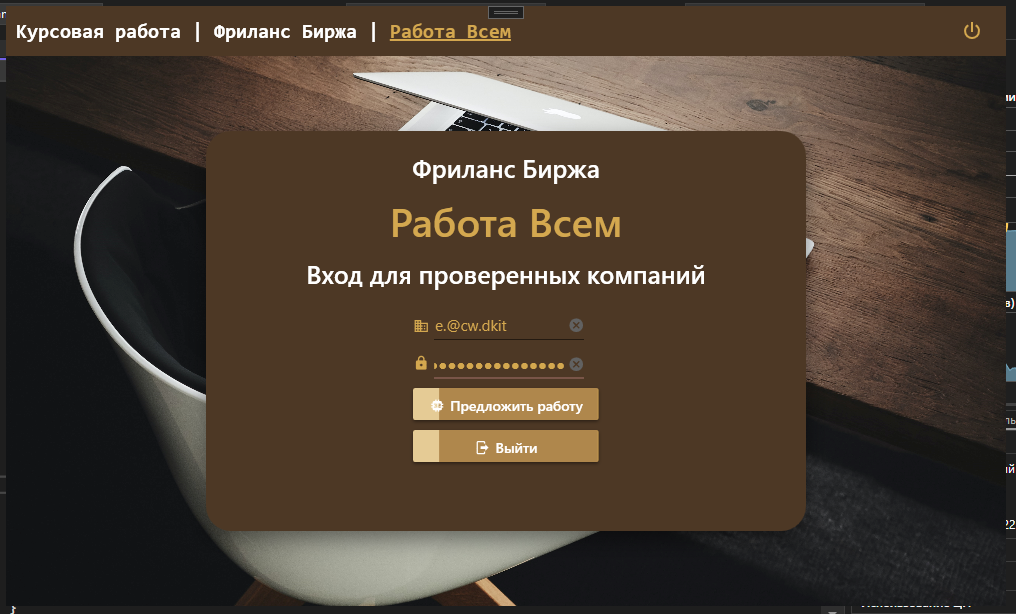 Курсовая работа | Фриланс Биржа | Работа Всем
Фриланс Биржа
Работа Всем
Вход для проверенных компаний
e.@cw.dkit
Предложить работу
Выйти